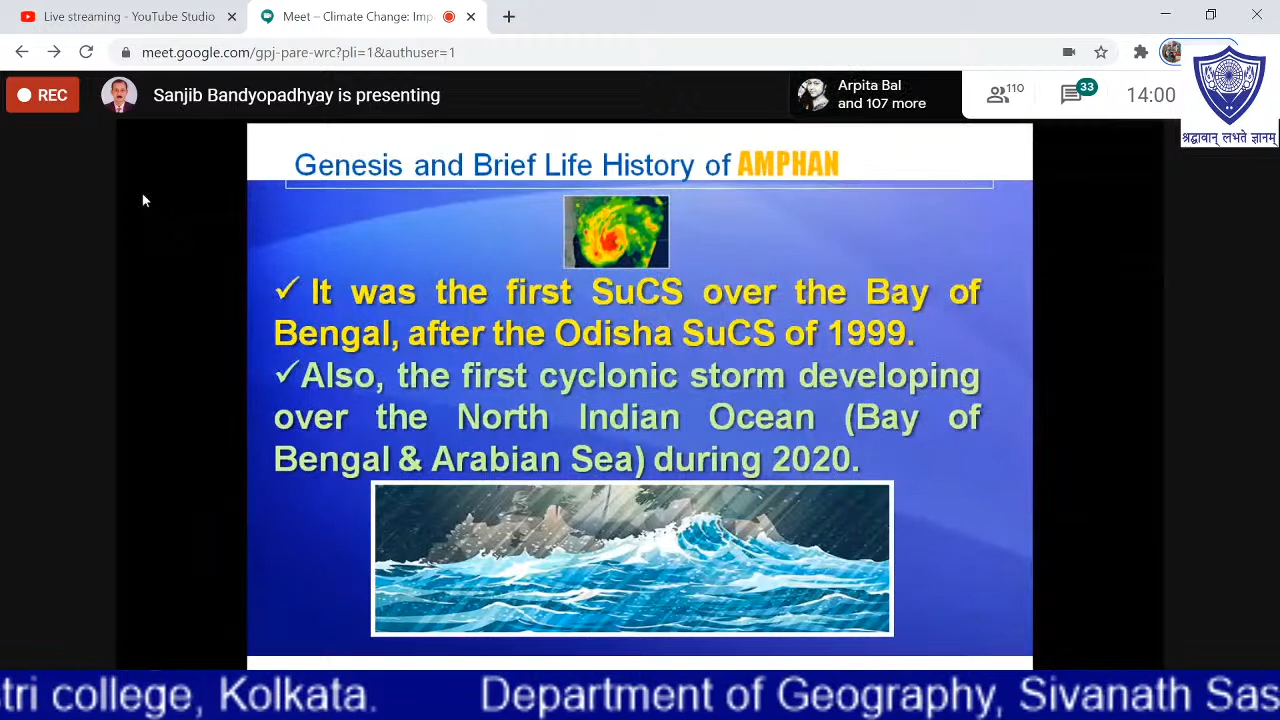 Live streaming - YouTube Studio
Meet – Climate Change: Imp
meet.google.com/gpj-pare-wrc?pli=1&authuser=1
REC
Sanjib Bandyopadhyay is presenting
Arpita Bal
and 107 more
110
33
14:00
श्रद्धावान् लभते ज्ञानम्
Genesis and Brief Life History of AMPHAN
✓ It was the first SuCS over the Bay of
Bengal, after the Odisha SuCS of 1999.
✓Also, the first cyclonic storm developing
over the North Indian Ocean (Bay of
Bengal & Arabian Sea) during 2020.
tri college, Kolkata. Department of Geography, Sivanath Sas